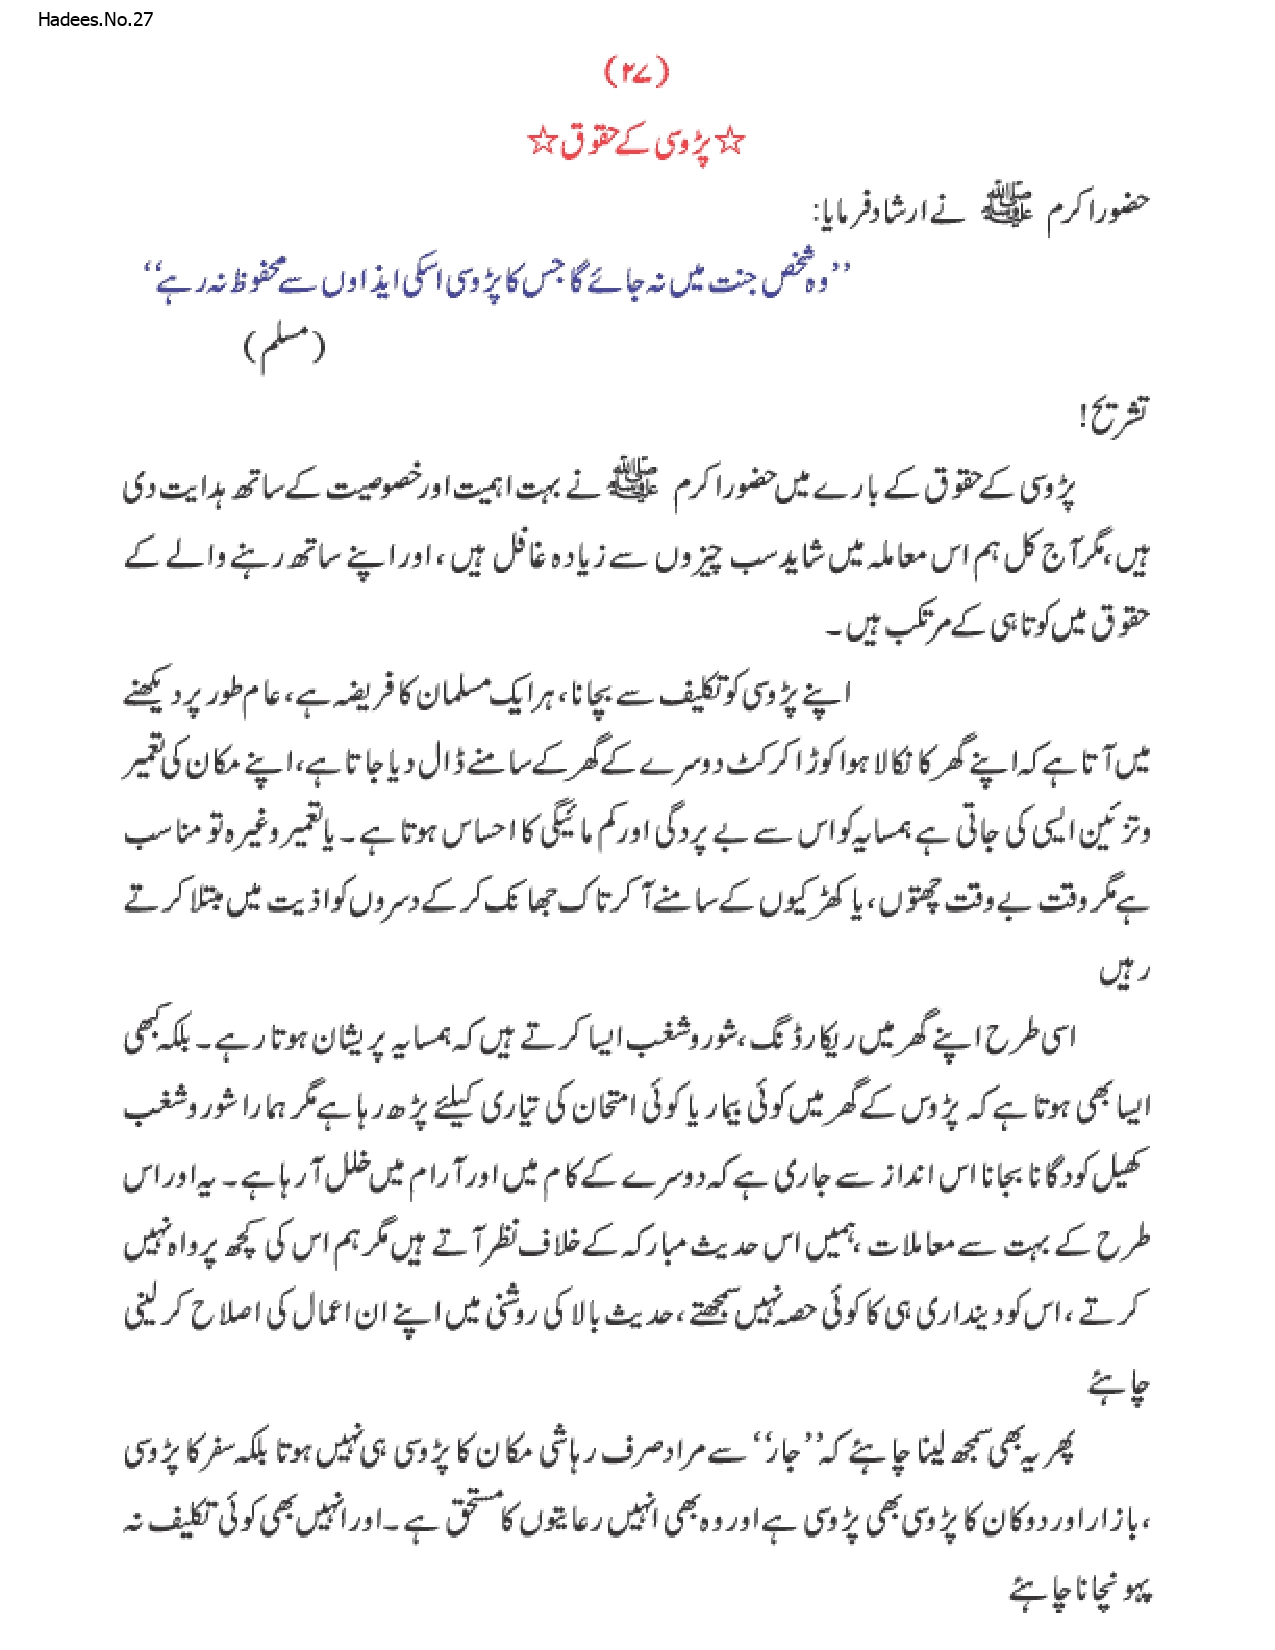 Hadees.No.27
(۲۷)
☆پڑوسی کے حقوق☆
حضور اکرم ﷺ نے ارشاد فرمایا:
’’وہ شخص جنت میں نہ جائے گا جس کا پڑوسی اسکی ایذاوں سے محفوظ نہ رہے‘‘
(مسلم)
تشریح!
پڑوسی کے حقوق کے بارے میں حضور اکرم ﷺ نے بہت اہمیت اور خصوصیت کے ساتھ ہدایت دی
ہیں، مگر آج کل ہم اس معاملہ میں شاید سب چیزوں سے زیادہ غافل ہیں، اور اپنے ساتھ رہنے والے کے
حقوق میں کوتاہی کے مرتکب ہیں۔
اپنے پڑوسی کو تکلیف سے بچانا، ہر ایک مسلمان کا فریضہ ہے، عام طور پر دیکھنے
میں آتا ہے کہ اپنے گھر کا نکالا ہوا کوڑا کرکٹ دوسرے کے گھر کے سامنے ڈال دیا جاتا ہے، اپنے مکان کی تعمیر
وتزئین ایسی کی جاتی ہے ہمسایہ کو اس سے بے پردگی اور کم مائیگی کا احساس ہوتا ہے۔ یا تعمیر وغیرہ تو مناسب
ہے مگر وقت بے وقت چھتوں، یا کھڑکیوں کے سامنے آ کر تاک جھانک کر کے دسروں کو اذیت میں مبتلا کرتے
رہیں
اسی طرح اپنے گھر میں ریکارڈنگ، شور وشغب ایسا کرتے ہیں کہ ہمسایہ پریشان ہوتا رہے۔ بلکہ کبھی
ایسا بھی ہوتا ہے کہ پڑوس کے گھر میں کوئی بیمار یا کوئی امتحان کی تیاری کیلئے پڑھ رہا ہے مگر ہمارا شور وشغب
کھیل کود گانا بجانا اس انداز سے جاری ہے کہ دوسرے کے کام میں اور آرام میں خلل آ رہا ہے۔ یہ اور اس
طرح کے بہت سے معاملات، ہمیں اس حدیث مبارکہ کے خلاف نظر آتے ہیں مگر ہم اس کی کچھ پرواہ نہیں
کرتے، اس کو دینداری ہی کا کوئی حصہ نہیں سمجھتے، حدیث بالا کی روشنی میں اپنے ان اعمال کی اصلاح کر لینی
چاہئے
پھر یہ بھی سمجھ لینا چاہئے کہ ’’جار‘‘ سے مراد صرف رہاشی مکان کا پڑوسی ہی نہیں ہوتا بلکہ سفر کا پڑوسی
، بازار اور دوکان کا پڑوسی بھی پڑوسی ہے اور وہ بھی انہیں رعایتوں کا مستحق ہے۔ اور انہیں بھی کوئی تکلیف نہ
پہونچانا چاہئے